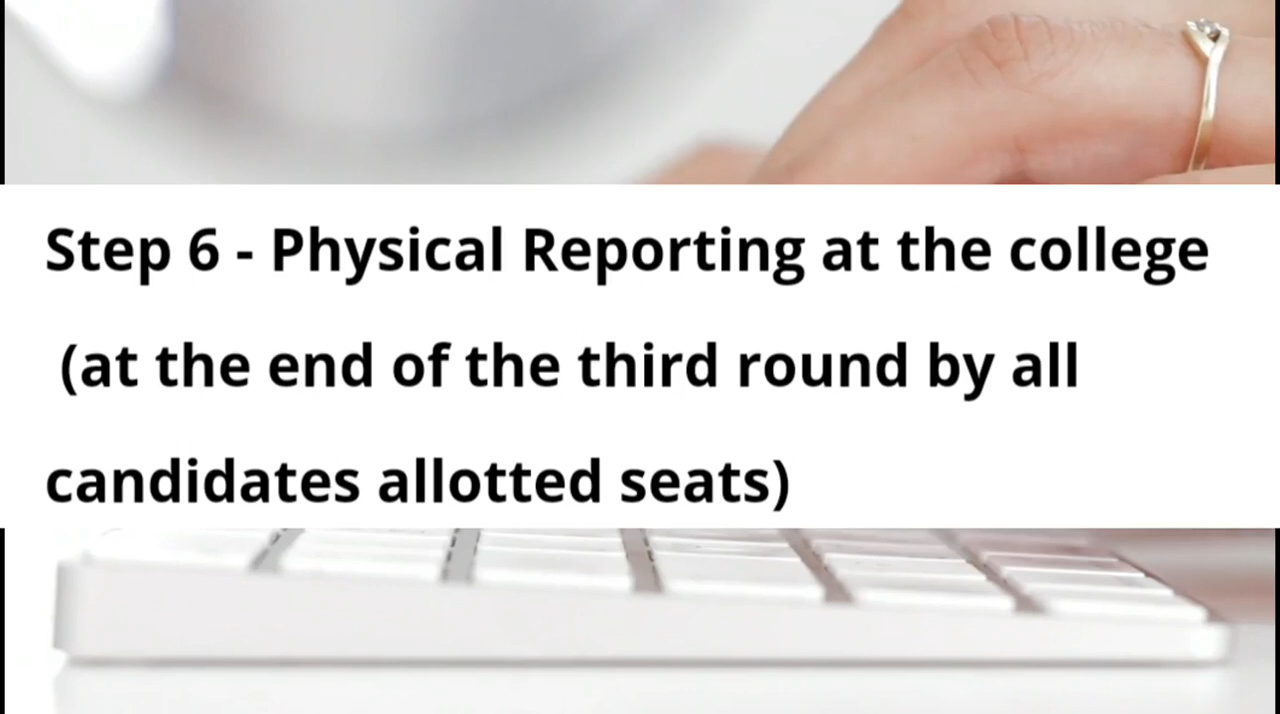 Step 6 - Physical Reporting at the college
(at the end of the third round by all
candidates allotted seats)